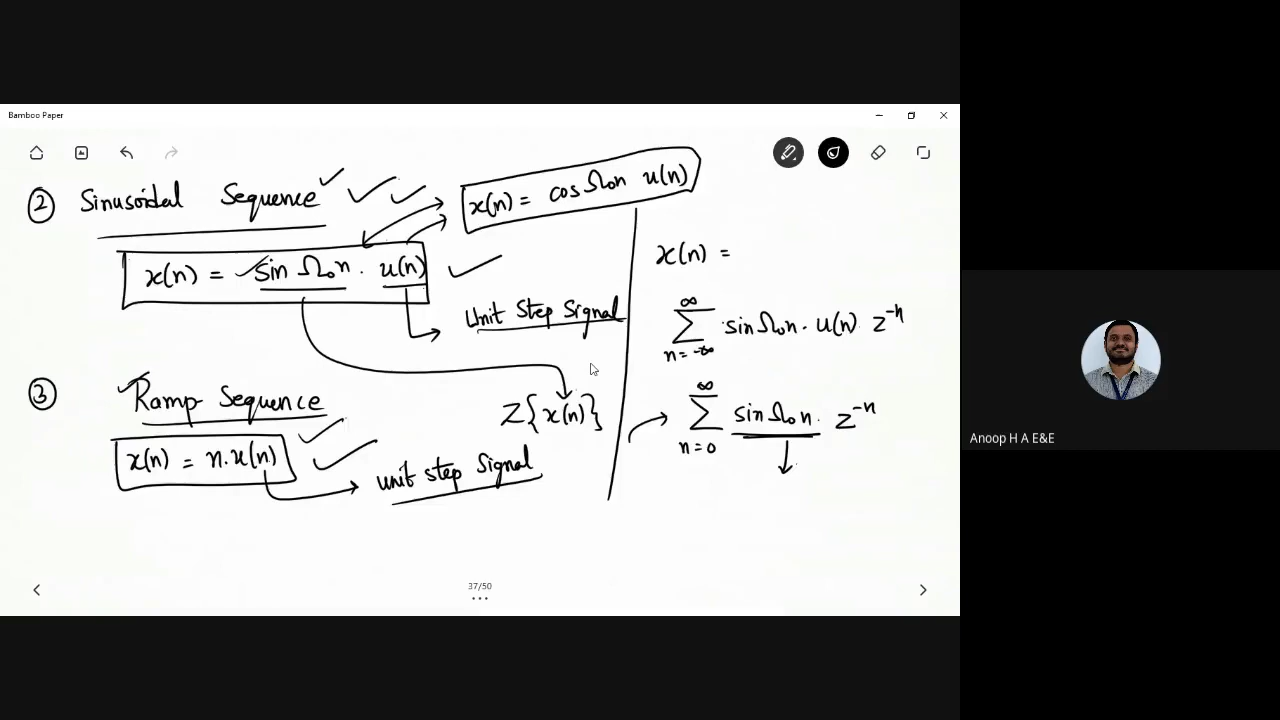 Bamboo Paper
② Sinusoidal Sequence
x(n) = cos Ω₀n u(n)
x(n) = sin Ω₀n . u(n)
Unit Step Signal
③ Ramp Sequence
x(n) = n.u(n)
unit step Signal
Z{x(n)}
x(n) =
∞
∑ sin Ω₀n . u(n) z⁻ⁿ
n=-∞
∞
∑ sin Ω₀n . z⁻ⁿ
n=0
37/50
Anoop H A E&E